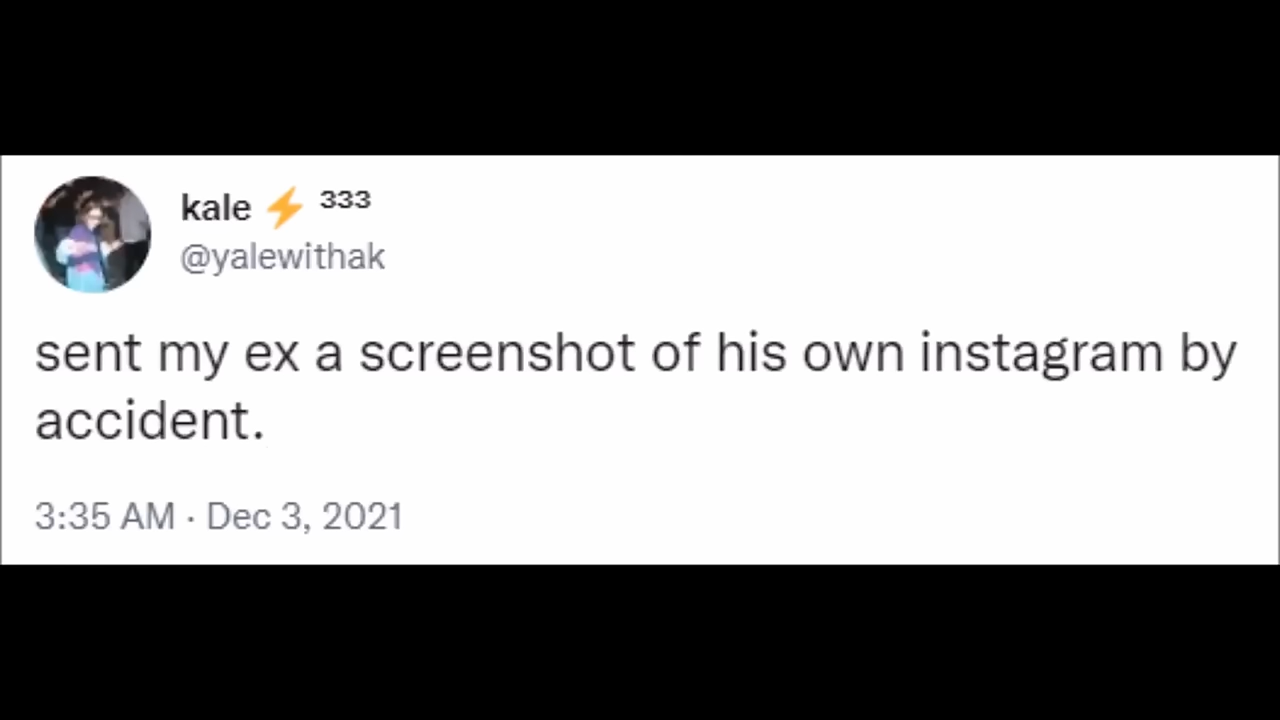 kale ⚡ 333
@yalewithak
sent my ex a screenshot of his own instagram by
accident.
3:35 AM · Dec 3, 2021